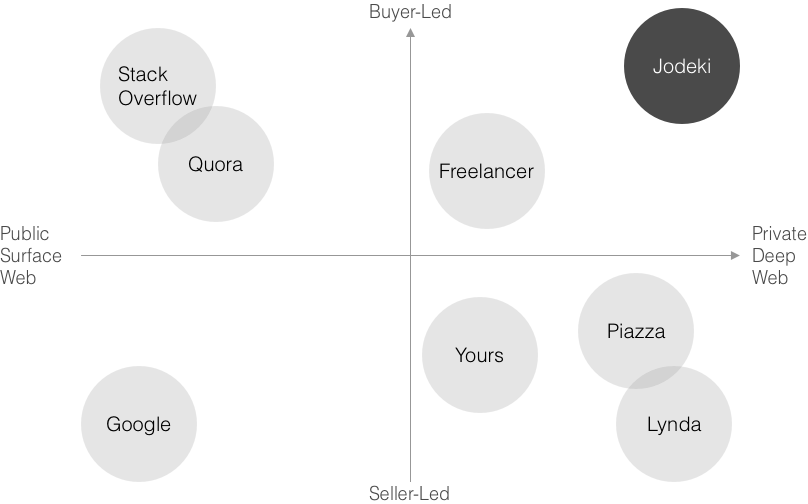 Buyer-Led
Jodeki
Stack
Overflow
Quora
Freelancer
Public
Surface
Web
Private
Deep
Web
Piazza
Yours
Google
Lynda
Seller-Led